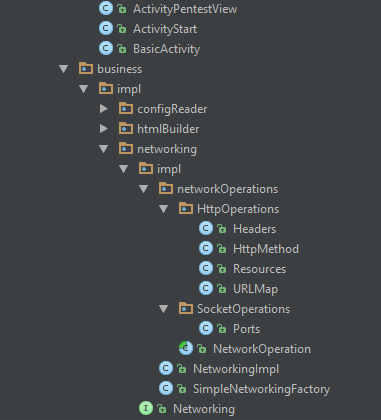 ActivityPentestView
ActivityStart
BasicActivity
business
impl
configReader
htmlBuilder
networking
impl
networkOperations
HttpOperations
Headers
HttpMethod
Resources
URLMap
SocketOperations
Ports
NetworkOperation
NetworkingImpl
SimpleNetworkingFactory
Networking